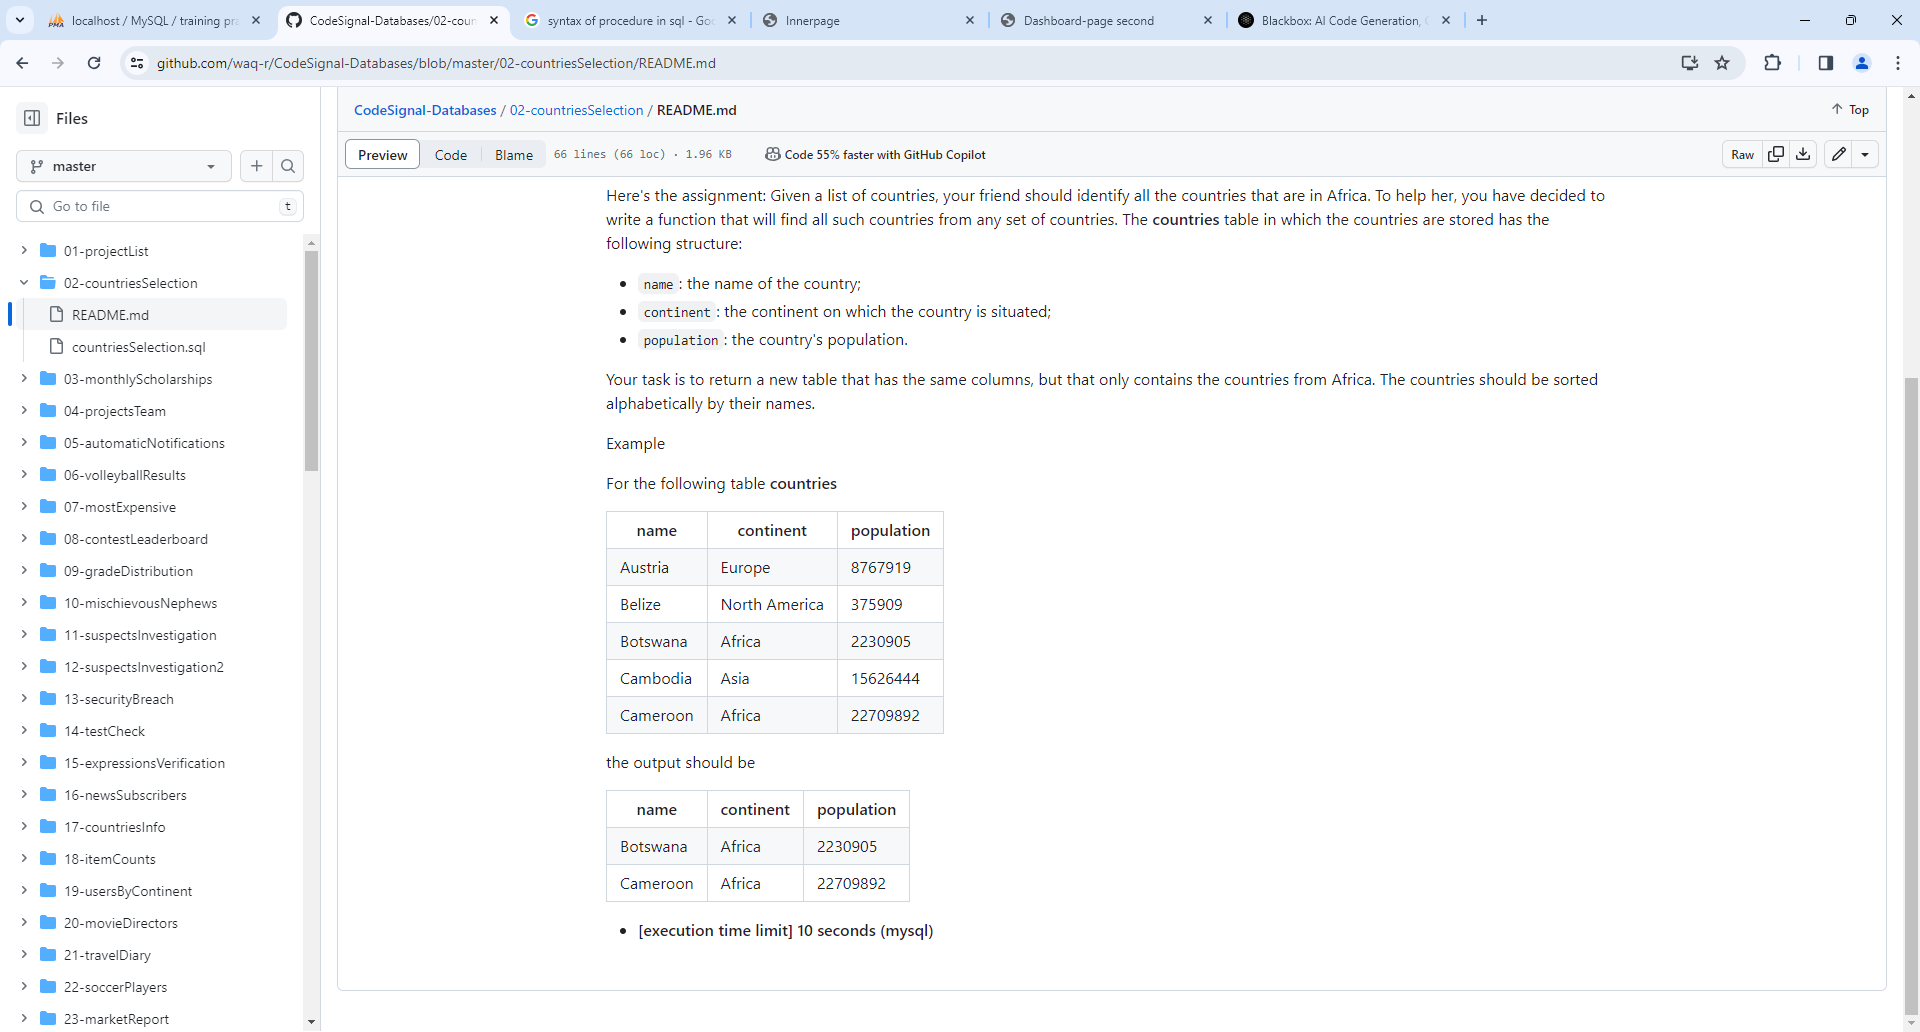 localhost / MySQL / training pra
CodeSignal-Databases/02-coun
syntax of procedure in sql - Goo
Innerpage
Dashboard-page second
Blackbox: AI Code Generation, C
github.com/waq-r/CodeSignal-Databases/blob/master/02-countriesSelection/README.md
Files
master
Go to file
t
01-projectList
02-countriesSelection
README.md
countriesSelection.sql
03-monthlyScholarships
04-projectsTeam
05-automaticNotifications
06-volleyballResults
07-mostExpensive
08-contestLeaderboard
09-gradeDistribution
10-mischievousNephews
11-suspectsInvestigation
12-suspectsInvestigation2
13-securityBreach
14-testCheck
15-expressionsVerification
16-newsSubscribers
17-countriesInfo
18-itemCounts
19-usersByContinent
20-movieDirectors
21-travelDiary
22-soccerPlayers
23-marketReport
CodeSignal-Databases / 02-countriesSelection / README.md
Top
Preview Code Blame 66 lines (66 loc) · 1.96 KB Code 55% faster with GitHub Copilot Raw
Here's the assignment: Given a list of countries, your friend should identify all the countries that are in Africa. To help her, you have decided to
write a function that will find all such countries from any set of countries. The countries table in which the countries are stored has the
following structure:
• name : the name of the country;
• continent : the continent on which the country is situated;
• population : the country's population.
Your task is to return a new table that has the same columns, but that only contains the countries from Africa. The countries should be sorted
alphabetically by their names.
Example
For the following table countries
name continent population
Austria Europe 8767919
Belize North America 375909
Botswana Africa 2230905
Cambodia Asia 15626444
Cameroon Africa 22709892
the output should be
name continent population
Botswana Africa 2230905
Cameroon Africa 22709892
• [execution time limit] 10 seconds (mysql)